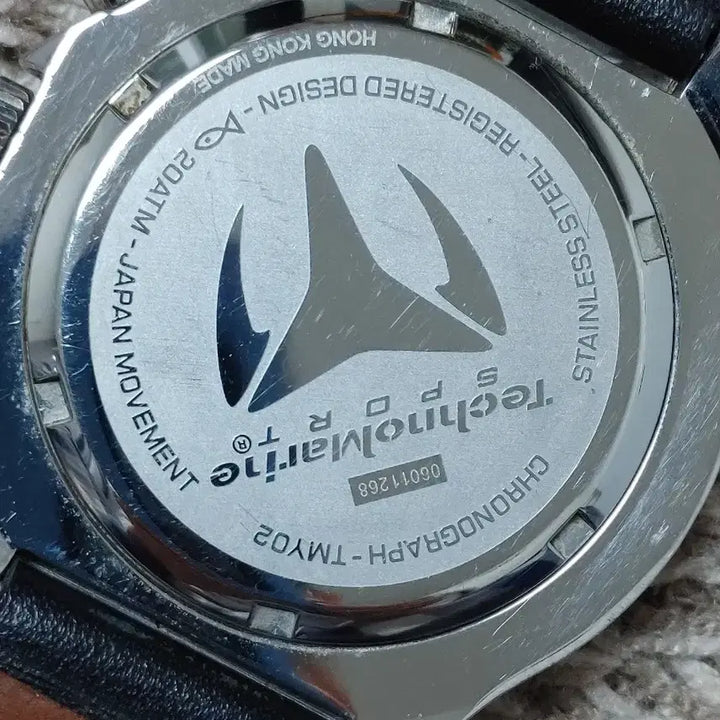 TechnoMarine®
SPORT
06011268
CHRONOGRAPH - TMY02
STAINLESS STEEL - REGISTERED DESIGN - 20ATM - JAPAN MOVEMENT
HONG KONG MADE